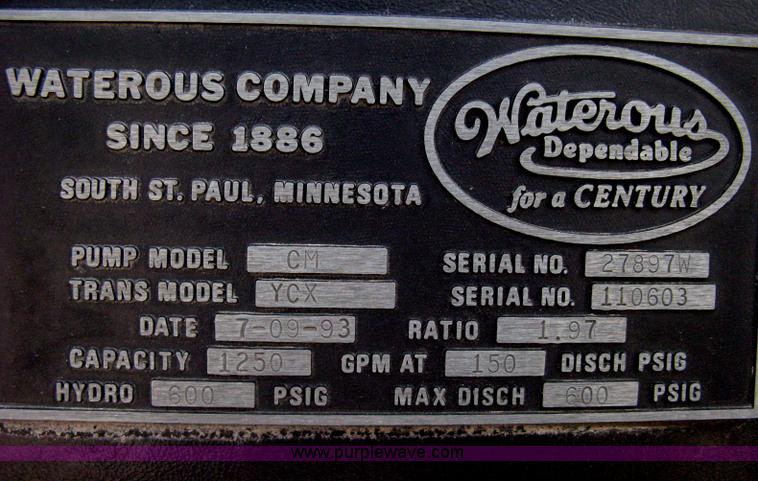 WATEROUS COMPANY
SINCE 1886
SOUTH ST. PAUL, MINNESOTA
Waterous
Dependable
for a CENTURY
PUMP MODEL CM SERIAL NO. 27897W
TRANS MODEL YCX SERIAL NO. 110603
DATE 7-09-93 RATIO 1.97
CAPACITY 1250 GPM AT 150 DISCH PSIG
HYDRO 600 PSIG MAX DISCH 600 PSIG
www.purplewave.com